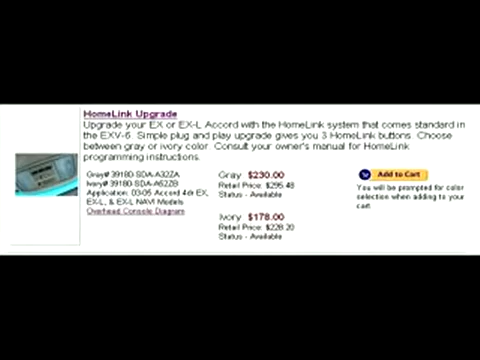 HomeLink Upgrade
Upgrade your EX or EX-L Accord with the HomeLink system that comes standard in
the EXV-6. Simple plug and play upgrade gives you 3 HomeLink buttons. Choose
between gray or ivory color. Consult your owner's manual for HomeLink
programming instructions.
Gray# 39180-SDA-A32ZA
Ivory# 39180-SDA-A52ZB
Application: 03-05 Accord 4dr EX,
EX-L, & EX-L NAVI Models
Overhead Console Diagram
Gray $230.00
Retail Price: $295.48
Status - Available
Ivory $178.00
Retail Price: $228.20
Status - Available
Add to Cart
You will be prompted for color
selection when adding to your
cart